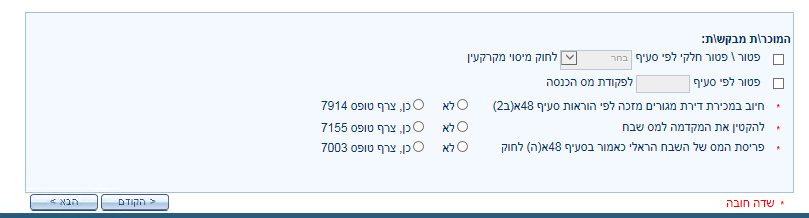 המוכר\ת מבקש\ת:
פטור \ פטור חלקי לפי סעיף בחר לחוק מיסוי מקרקעין
פטור לפי סעיף לפקודת מס הכנסה
* חיוב במכירת דירת מגורים מזכה לפי הוראות סעיף 48א(ב2) לא כן, צרף טופס 7914
* להקטין את המקדמה למס שבח לא כן, צרף טופס 7155
* פריסת המס של השבח הראלי כאמור בסעיף 48א(ה) לחוק לא כן, צרף טופס 7003
* שדה חובה
< הקודם
הבא >